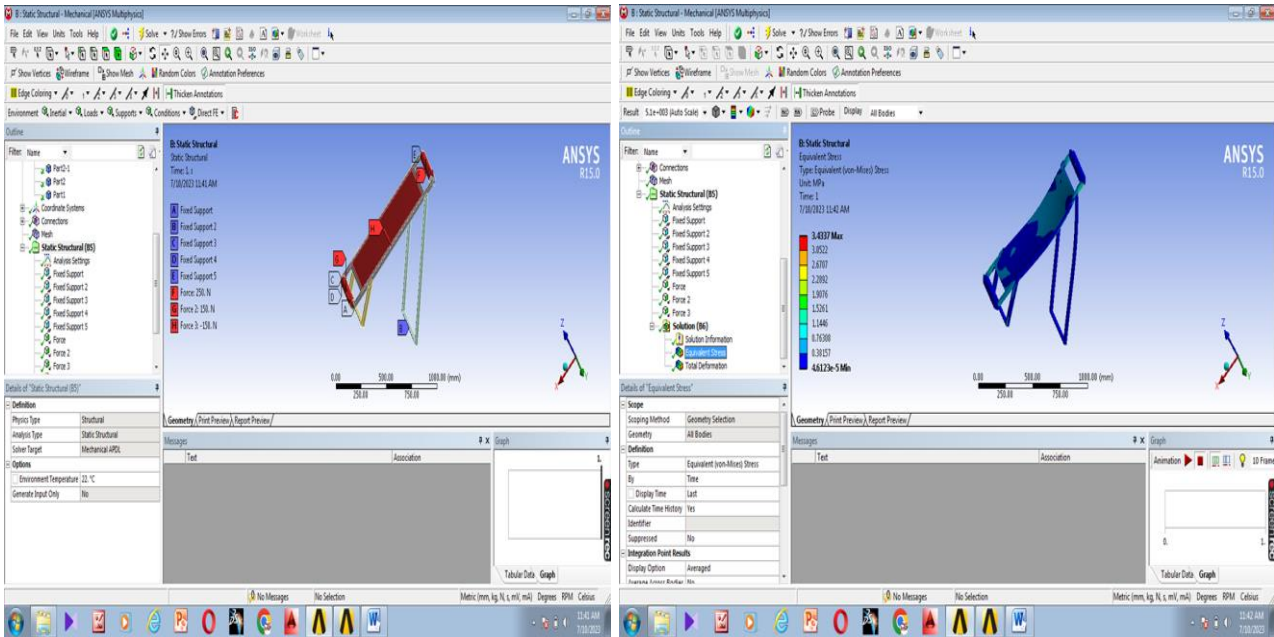 B : Static Structural - Mechanical [ANSYS Multiphysics]
File Edit View Units Tools Help Solve ?/ Show Errors Worksheet
Show Vertices Wireframe Show Mesh Random Colors Annotation Preferences
Edge Coloring Thicken Annotations
Environment Inertial Loads Supports Conditions Direct FE
Outline
Filter: Name
Part2-1
Part2
Part1
Coordinate Systems
Connections
Mesh
Static Structural (B5)
Analysis Settings
Fixed Support
Fixed Support 2
Fixed Support 3
Fixed Support 4
Fixed Support 5
Force
Force 2
Force 3
Details of "Static Structural (B5)"
Definition
Physics Type Structural
Analysis Type Static Structural
Solver Target Mechanical APDL
Options
Environment Temperature 22. °C
Generate Input Only No
B: Static Structural
Static Structural
Time: 1. s
7/10/2023 11:41 AM
A Fixed Support
B Fixed Support 2
C Fixed Support 3
D Fixed Support 4
E Fixed Support 5
F Force: 250. N
G Force 2: 150. N
H Force 3: -150. N
ANSYS
R15.0
E
F
H
G
C
D
A
B
Z
X
Y
0.00 500.00 1000.00 (mm)
250.00 750.00
Geometry Print Preview Report Preview
Messages
Text Association
Graph
1.
Tabular Data Graph
No Messages No Selection Metric (mm, kg, N, s, mV, mA) Degrees RPM Celsius
11:41 AM
7/10/2023
B : Static Structural - Mechanical [ANSYS Multiphysics]
File Edit View Units Tools Help Solve ?/ Show Errors Worksheet
Show Vertices Wireframe Show Mesh Random Colors Annotation Preferences
Edge Coloring Thicken Annotations
Result 5.1e+003 (Auto Scale) Probe Display All Bodies
Outline
Filter: Name
Connections
Mesh
Static Structural (B5)
Analysis Settings
Fixed Support
Fixed Support 2
Fixed Support 3
Fixed Support 4
Fixed Support 5
Force
Force 2
Force 3
Solution (B6)
Solution Information
Equivalent Stress
Total Deformation
Details of "Equivalent Stress"
Scope
Scoping Method Geometry Selection
Geometry All Bodies
Definition
Type Equivalent (von-Mises) Stress
By Time
Display Time Last
Calculate Time History Yes
Identifier
Suppressed No
Integration Point Results
Display Option Averaged
Average Across Bodies No
B: Static Structural
Equivalent Stress
Type: Equivalent (von-Mises) Stress
Unit: MPa
Time: 1
7/10/2023 11:42 AM
3.4337 Max
3.0522
2.6707
2.2892
1.9076
1.5261
1.1446
0.76308
0.38157
4.6123e-5 Min
ANSYS
R15.0
Z
X
Y
0.00 500.00 1000.00 (mm)
250.00 750.00
Geometry Print Preview Report Preview
Messages
Text Association
Graph
Animation 10 Frame
0. 1.
Tabular Data Graph
No Messages No Selection Metric (mm, kg, N, s, mV, mA) Degrees RPM Celsius
11:42 AM
7/10/2023